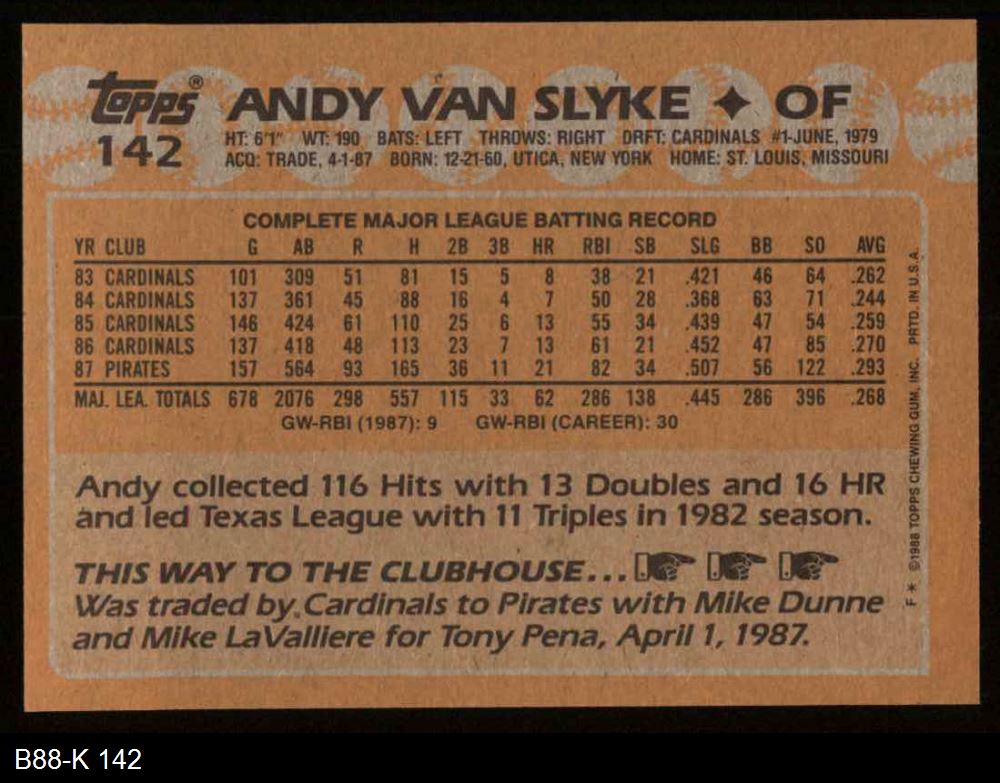 topps® ANDY VAN SLYKE ✦ OF
142 HT: 6'1" WT: 190 BATS: LEFT THROWS: RIGHT DRFT: CARDINALS #1-JUNE, 1979
ACQ: TRADE, 4-1-87 BORN: 12-21-60, UTICA, NEW YORK HOME: ST. LOUIS, MISSOURI
COMPLETE MAJOR LEAGUE BATTING RECORD
YR CLUB G AB R H 2B 3B HR RBI SB SLG BB SO AVG
83 CARDINALS 101 309 51 81 15 5 8 38 21 .421 46 64 .262
84 CARDINALS 137 361 45 88 16 4 7 50 28 .368 63 71 .244
85 CARDINALS 146 424 61 110 25 6 13 55 34 .439 47 54 .259
86 CARDINALS 137 418 48 113 23 7 13 61 21 .452 47 85 .270
87 PIRATES 157 564 93 165 36 11 21 82 34 .507 56 122 .293
MAJ. LEA. TOTALS 678 2076 298 557 115 33 62 286 138 .445 286 396 .268
GW-RBI (1987): 9 GW-RBI (CAREER): 30
Andy collected 116 Hits with 13 Doubles and 16 HR
and led Texas League with 11 Triples in 1982 season.
THIS WAY TO THE CLUBHOUSE...
Was traded by Cardinals to Pirates with Mike Dunne
and Mike LaValliere for Tony Pena, April 1, 1987.
F * ©1988 TOPPS CHEWING GUM, INC. PRTD. IN U.S.A.
B88-K 142